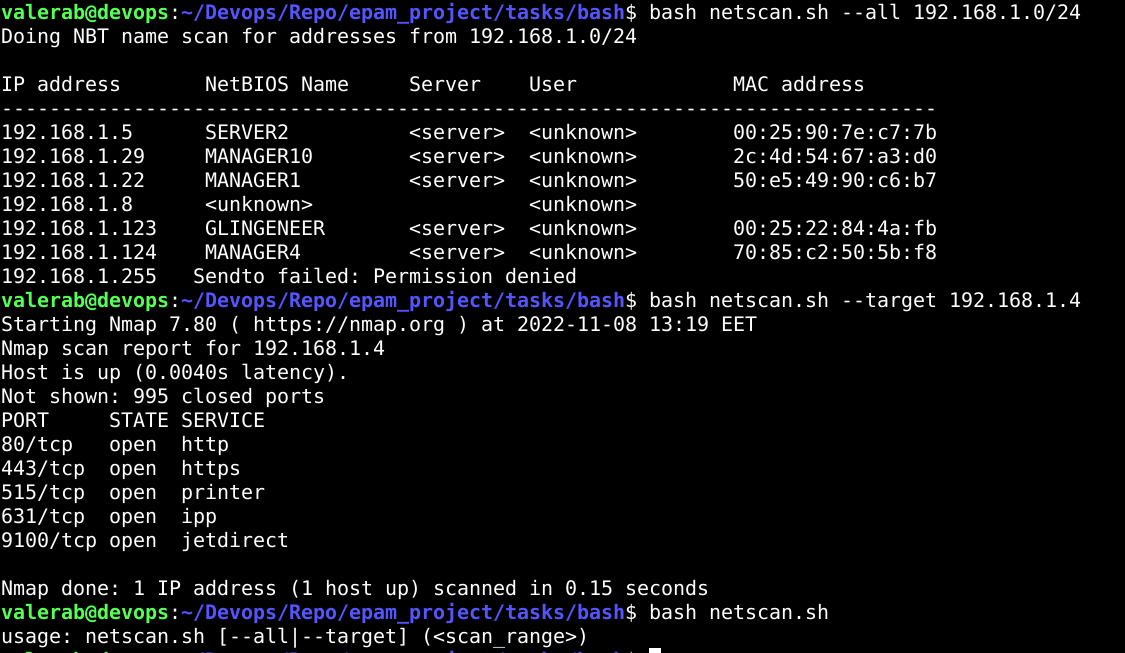 valerab@devops:~/Devops/Repo/epam_project/tasks/bash$ bash netscan.sh --all 192.168.1.0/24
Doing NBT name scan for addresses from 192.168.1.0/24
IP address       NetBIOS Name     Server    User             MAC address
------------------------------------------------------------------------------
192.168.1.5      SERVER2          <server>  <unknown>        00:25:90:7e:c7:7b
192.168.1.29     MANAGER10        <server>  <unknown>        2c:4d:54:67:a3:d0
192.168.1.22     MANAGER1         <server>  <unknown>        50:e5:49:90:c6:b7
192.168.1.8      <unknown>                  <unknown>
192.168.1.123    GLINGENEER       <server>  <unknown>        00:25:22:84:4a:fb
192.168.1.124    MANAGER4         <server>  <unknown>        70:85:c2:50:5b:f8
192.168.1.255   Sendto failed: Permission denied
valerab@devops:~/Devops/Repo/epam_project/tasks/bash$ bash netscan.sh --target 192.168.1.4
Starting Nmap 7.80 ( https://nmap.org ) at 2022-11-08 13:19 EET
Nmap scan report for 192.168.1.4
Host is up (0.0040s latency).
Not shown: 995 closed ports
PORT     STATE SERVICE
80/tcp   open  http
443/tcp  open  https
515/tcp  open  printer
631/tcp  open  ipp
9100/tcp open  jetdirect
Nmap done: 1 IP address (1 host up) scanned in 0.15 seconds
valerab@devops:~/Devops/Repo/epam_project/tasks/bash$ bash netscan.sh
usage: netscan.sh [--all|--target] (<scan_range>)